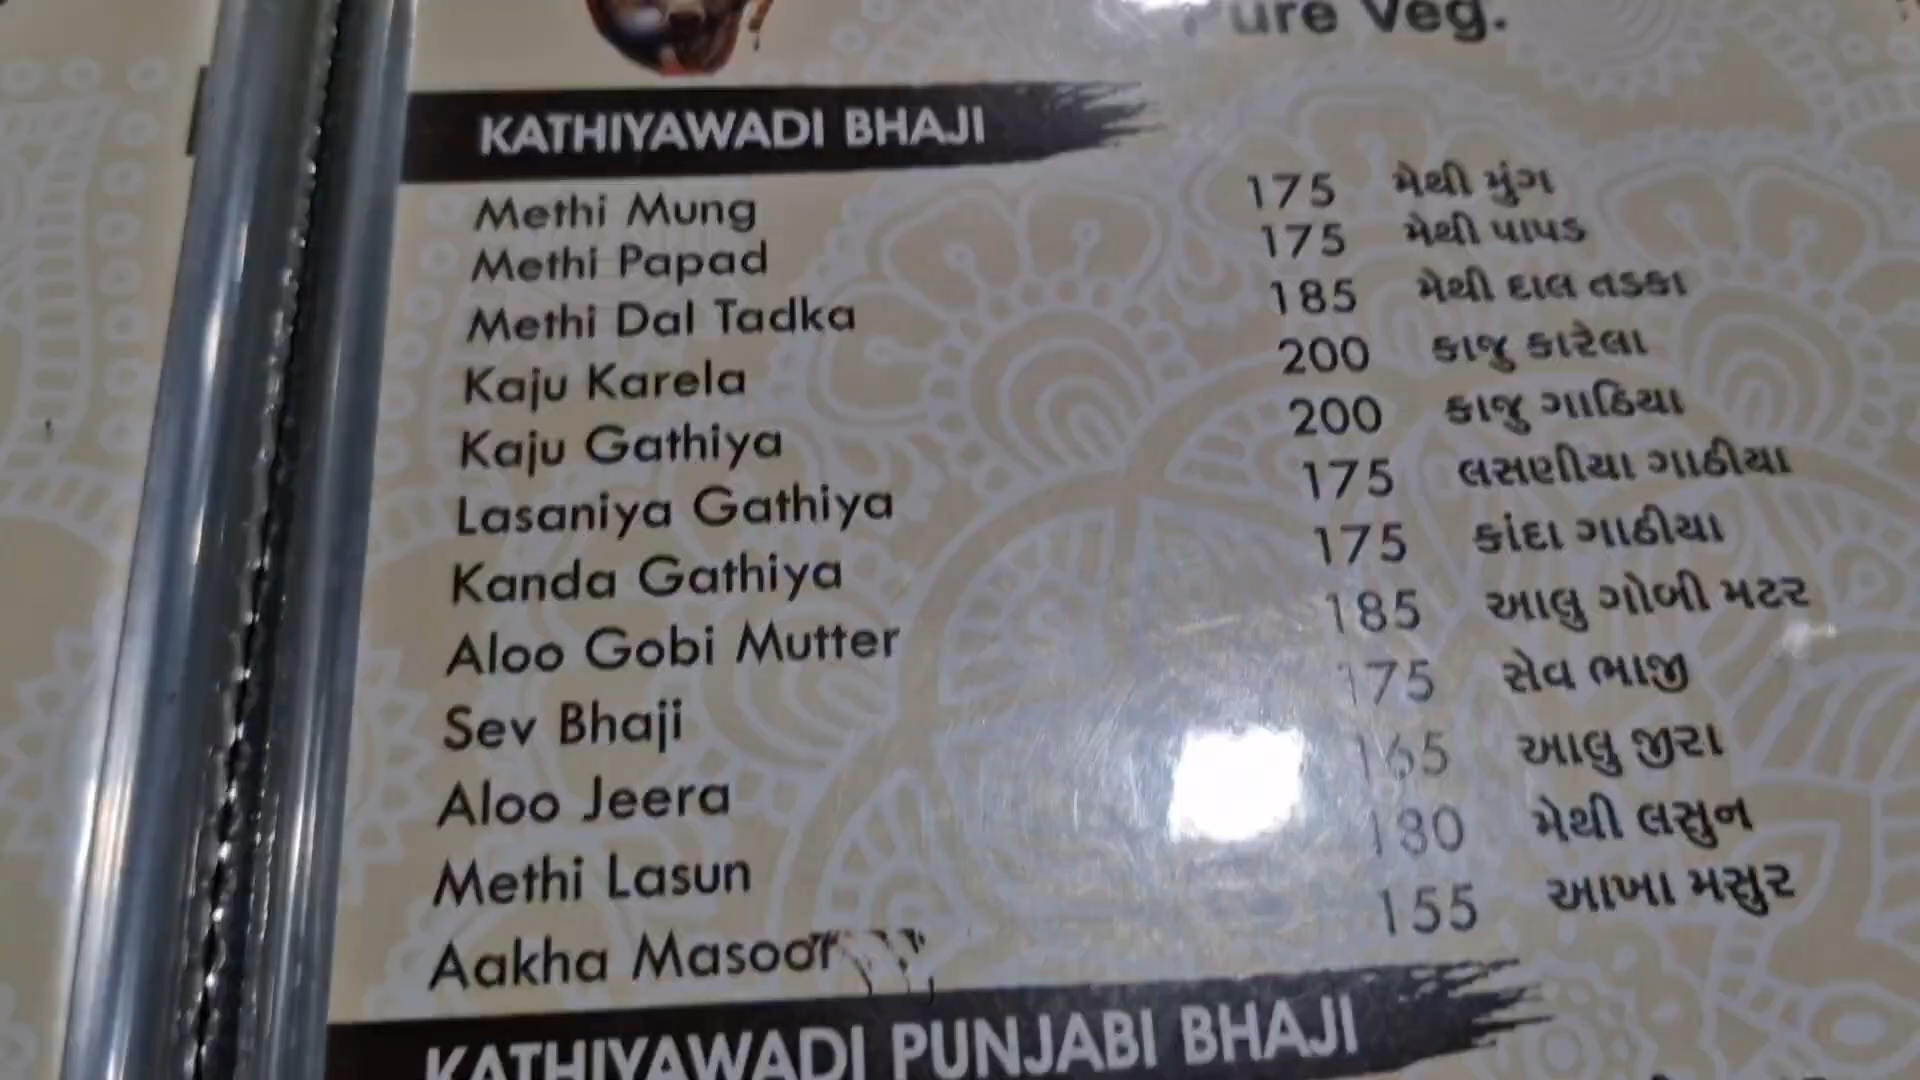 Pure Veg.
KATHIYAWADI BHAJI
Methi Mung 175 મેથી મુંગ
Methi Papad 175 મેથી પાપડ
Methi Dal Tadka 185 મેથી દાલ તડકા
Kaju Karela 200 કાજુ કારેલા
Kaju Gathiya 200 કાજુ ગાઠિયા
Lasaniya Gathiya 175 લસણીયા ગાઠીયા
Kanda Gathiya 175 કાંદા ગાઠીયા
Aloo Gobi Mutter 185 આલુ ગોબી મટર
Sev Bhaji 175 સેવ ભાજી
Aloo Jeera 165 આલુ જીરા
Methi Lasun 180 મેથી લસુન
Aakha Masoor 155 આખા મસુર
KATHIYAWADI PUNJABI BHAJI